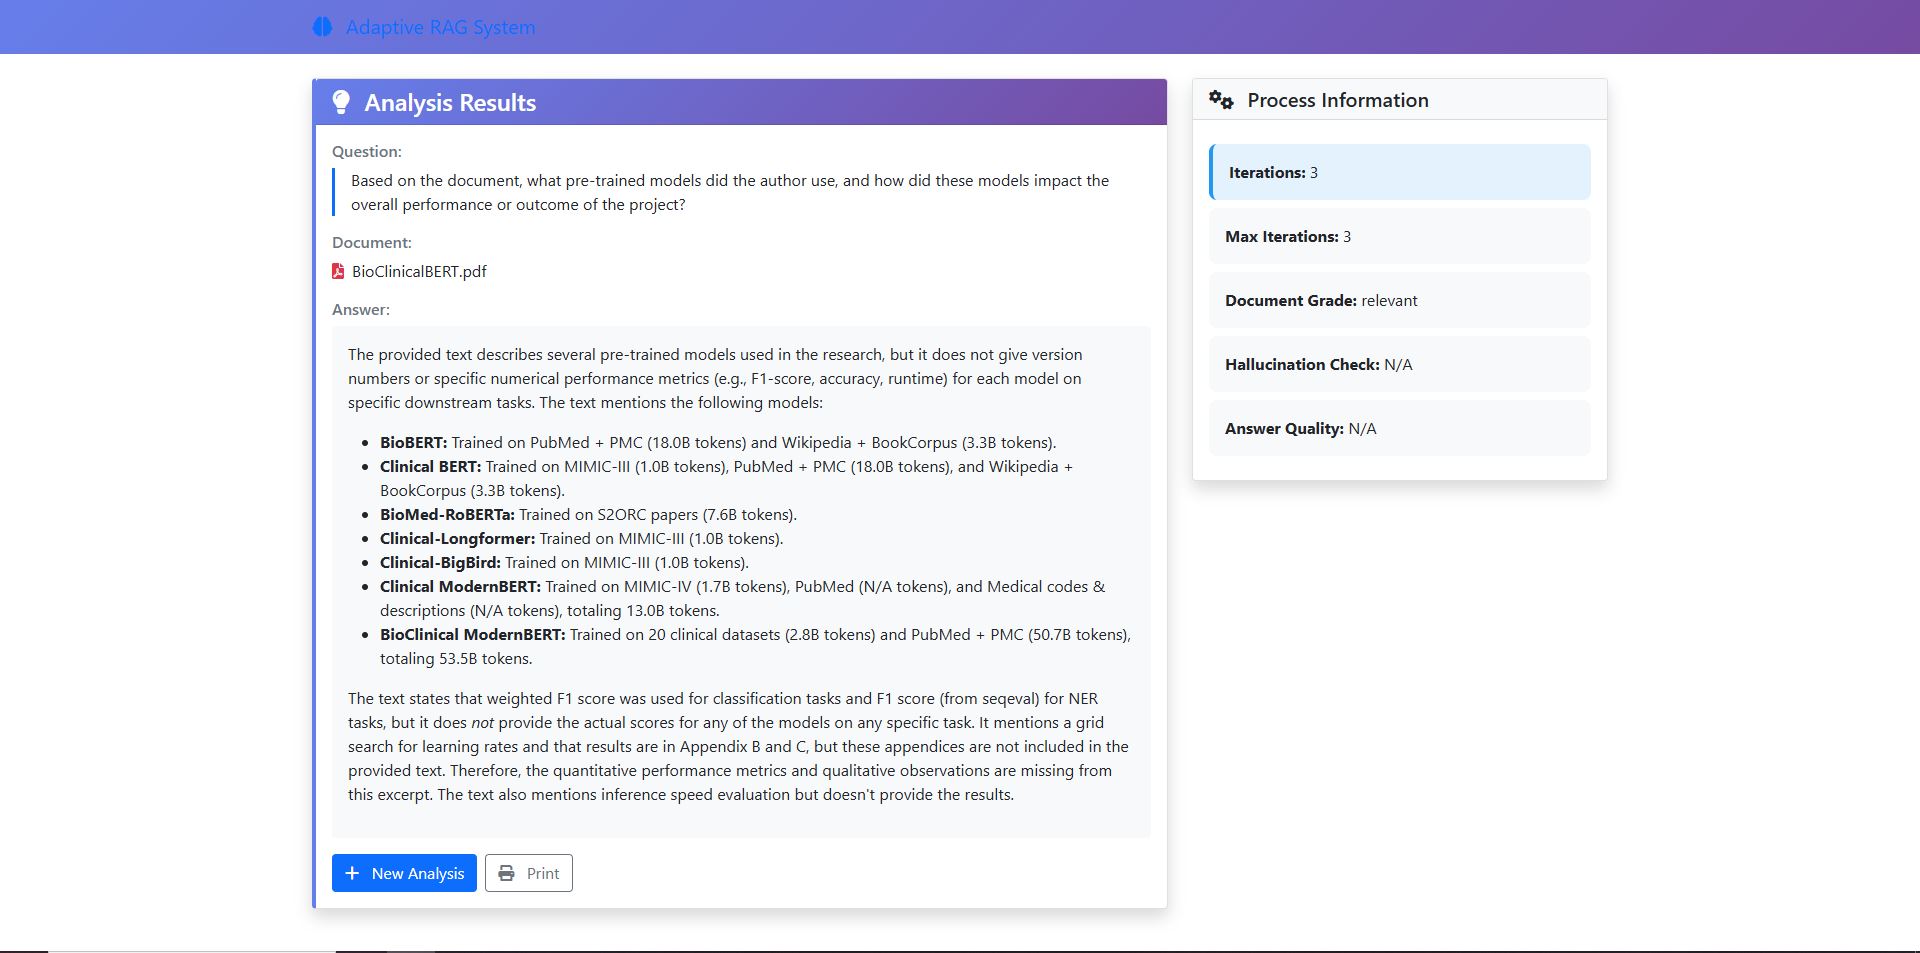 Adaptive RAG System
Analysis Results
Question:
Based on the document, what pre-trained models did the author use, and how did these models impact the
overall performance or outcome of the project?
Document:
BioClinicalBERT.pdf
Answer:
The provided text describes several pre-trained models used in the research, but it does not give version
numbers or specific numerical performance metrics (e.g., F1-score, accuracy, runtime) for each model on
specific downstream tasks. The text mentions the following models:
• BioBERT: Trained on PubMed + PMC (18.0B tokens) and Wikipedia + BookCorpus (3.3B tokens).
• Clinical BERT: Trained on MIMIC-III (1.0B tokens), PubMed + PMC (18.0B tokens), and Wikipedia +
BookCorpus (3.3B tokens).
• BioMed-RoBERTa: Trained on S2ORC papers (7.6B tokens).
• Clinical-Longformer: Trained on MIMIC-III (1.0B tokens).
• Clinical-BigBird: Trained on MIMIC-III (1.0B tokens).
• Clinical ModernBERT: Trained on MIMIC-IV (1.7B tokens), PubMed (N/A tokens), and Medical codes &
descriptions (N/A tokens), totaling 13.0B tokens.
• BioClinical ModernBERT: Trained on 20 clinical datasets (2.8B tokens) and PubMed + PMC (50.7B tokens),
totaling 53.5B tokens.
The text states that weighted F1 score was used for classification tasks and F1 score (from seqeval) for NER
tasks, but it does not provide the actual scores for any of the models on any specific task. It mentions a grid
search for learning rates and that results are in Appendix B and C, but these appendices are not included in the
provided text. Therefore, the quantitative performance metrics and qualitative observations are missing from
this excerpt. The text also mentions inference speed evaluation but doesn't provide the results.
New Analysis
Print
Process Information
Iterations: 3
Max Iterations: 3
Document Grade: relevant
Hallucination Check: N/A
Answer Quality: N/A